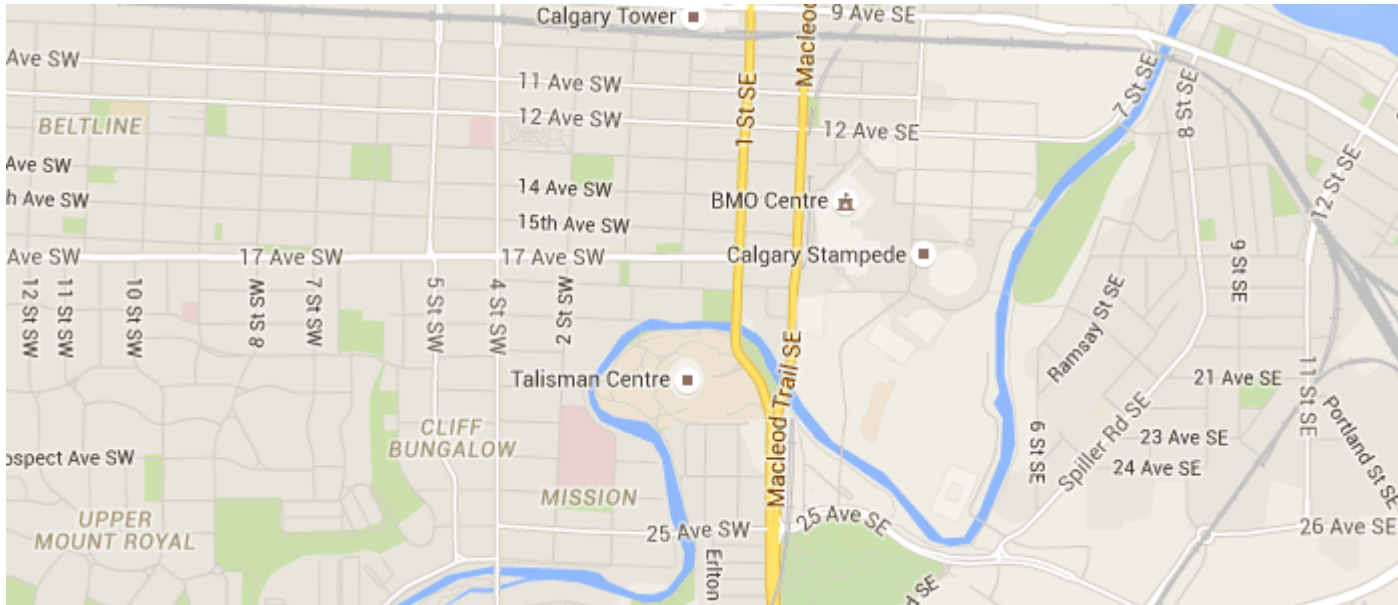 Calgary Tower
9 Ave SE
Macleod
Ave SW
11 Ave SW
1 St SE
7 St SE
8 St SE
12 Ave SW
12 Ave SE
BELTLINE
Ave SW
14 Ave SW
BMO Centre
12 St SE
h Ave SW
15th Ave SW
Ave SW
17 Ave SW
17 Ave SW
Calgary Stampede
9 St SE
12 St SW
11 St SW
10 St SW
8 St SW
7 St SW
5 St SW
4 St SW
2 St SW
Ramsay St SE
Talisman Centre
21 Ave SE
11 St SE
Macleod Trail SE
CLIFF
BUNGALOW
6 St SE
Spiller Rd SE
23 Ave SE
24 Ave SE
Portland St SE
ospect Ave SW
MISSION
UPPER
MOUNT ROYAL
25 Ave SW
25 Ave SE
26 Ave SE
Erlton
d SE